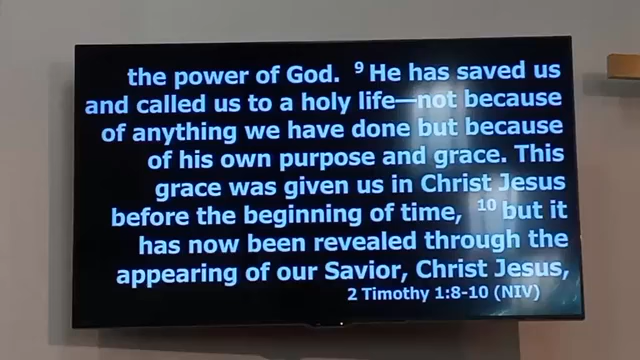 the power of God. 9 He has saved us
and called us to a holy life—not because
of anything we have done but because
of his own purpose and grace. This
grace was given us in Christ Jesus
before the beginning of time, 10 but it
has now been revealed through the
appearing of our Savior, Christ Jesus,
2 Timothy 1:8-10 (NIV)